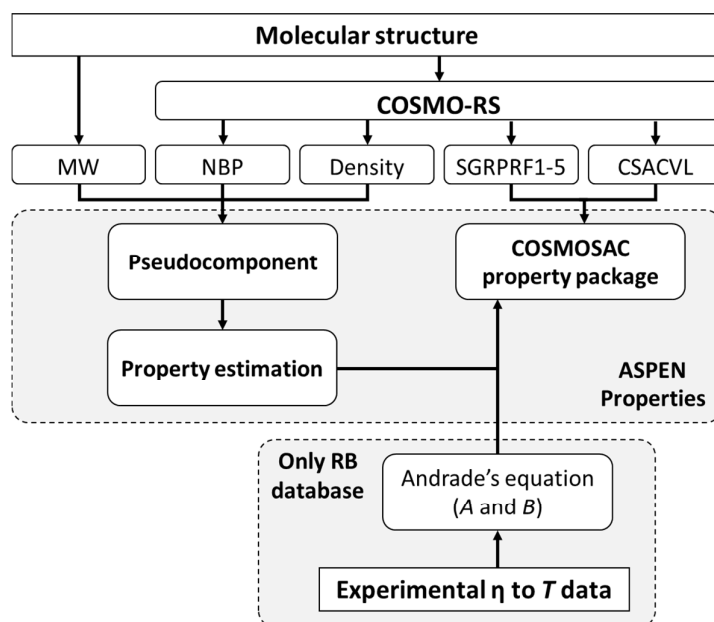 Molecular structure
COSMO-RS
MW
NBP
Density
SGRPRF1-5
CSACVL
Pseudocomponent
COSMOSAC
property package
Property estimation
ASPEN
Properties
Only RB
database
Andrade's equation
(A and B)
Experimental η to T data